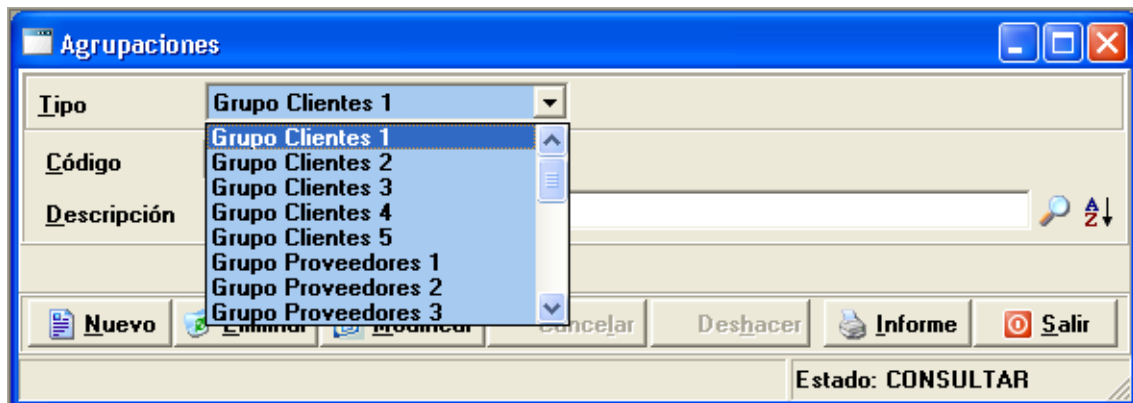 Agrupaciones
Tipo
Grupo Clientes 1
Grupo Clientes 1
Código
Grupo Clientes 2
Grupo Clientes 3
Descripción
Grupo Clientes 4
Grupo Clientes 5
Grupo Proveedores 1
Grupo Proveedores 2
Grupo Proveedores 3
Nuevo Eliminar Modificar Cancelar Deshacer Informe Salir
Estado: CONSULTAR